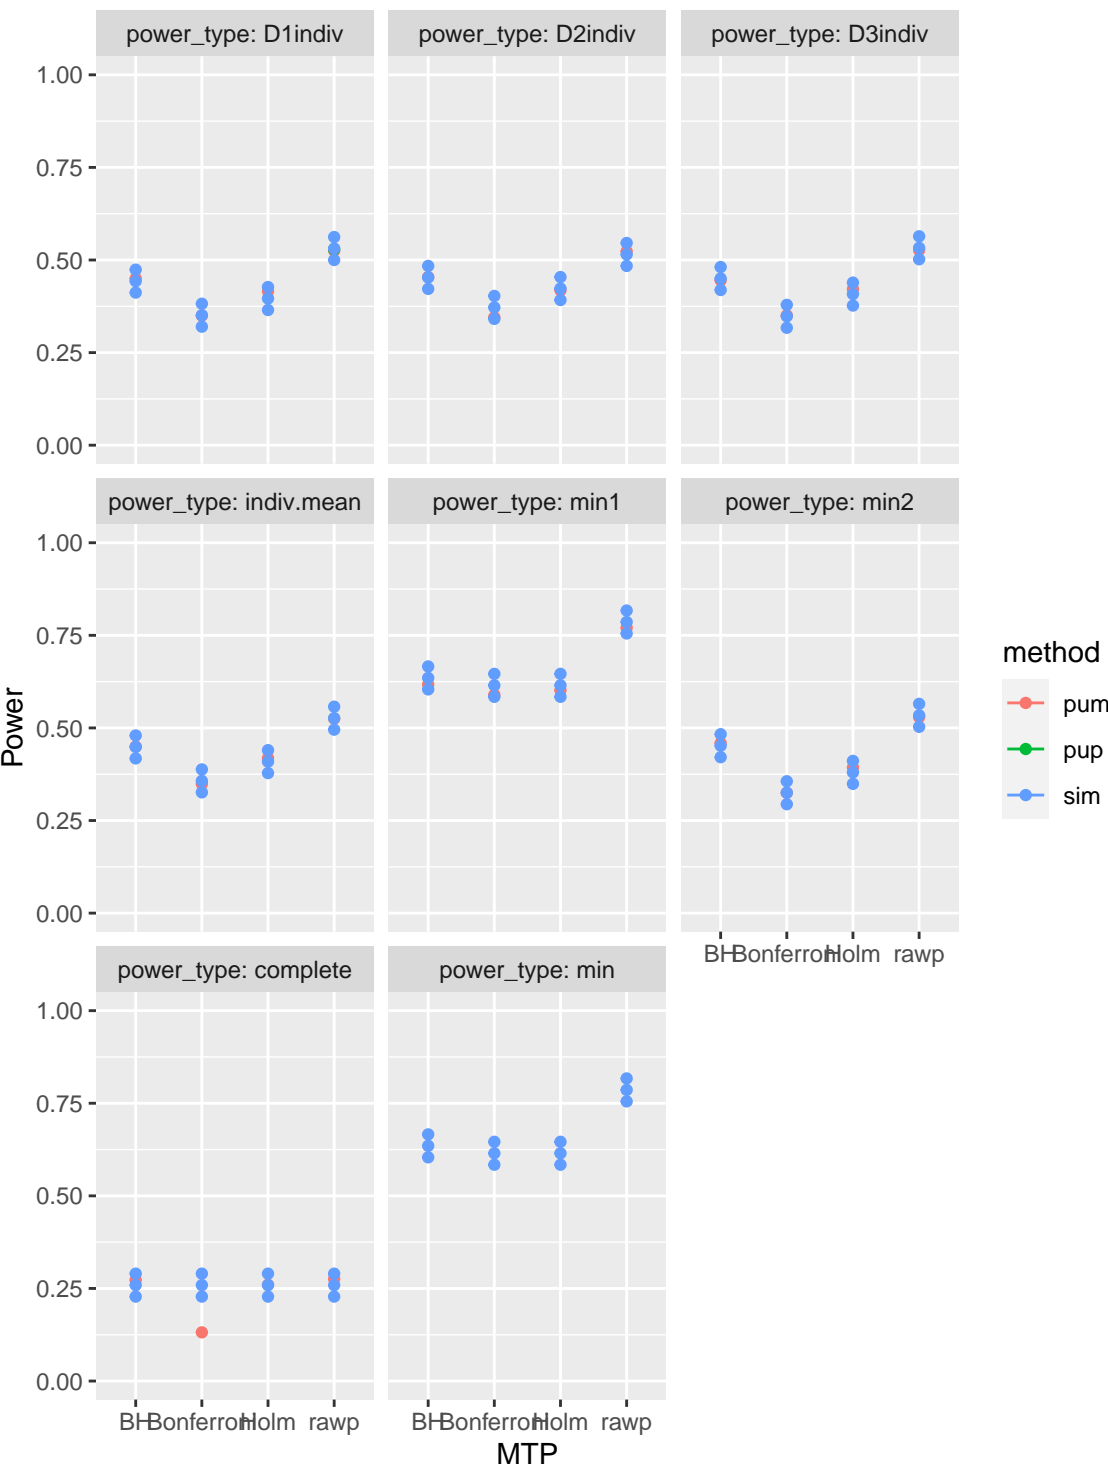 power_type: D1indiv power_type: D2indiv power_type: D3indiv
1.00
0.75
0.50
0.25
0.00
power_type: indiv.mean power_type: min1 power_type: min2
1.00
0.75
0.50
0.25
0.00
BH Bonferroni Holm rawp
power_type: complete power_type: min
1.00
0.75
0.50
0.25
0.00
BH Bonferroni Holm rawp BH Bonferroni Holm rawp
MTP
Power
method
pum
pup
sim